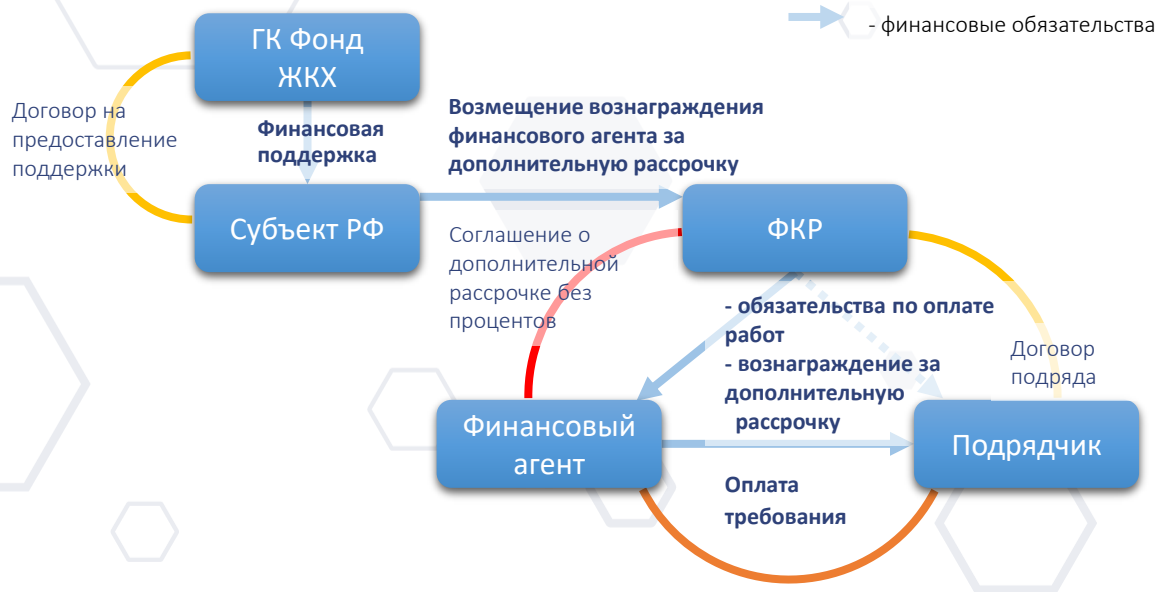 - финансовые обязательства
ГК Фонд
ЖКХ
Договор на
предоставление
поддержки
Финансовая
поддержка
Возмещение вознаграждения
финансового агента за
дополнительную рассрочку
Субъект РФ
ФКР
Соглашение о
дополнительной
рассрочке без
процентов
- обязательства по оплате
работ
- вознаграждение за
дополнительную
рассрочку
Договор
подряда
Финансовый
агент
Подрядчик
Оплата
требования